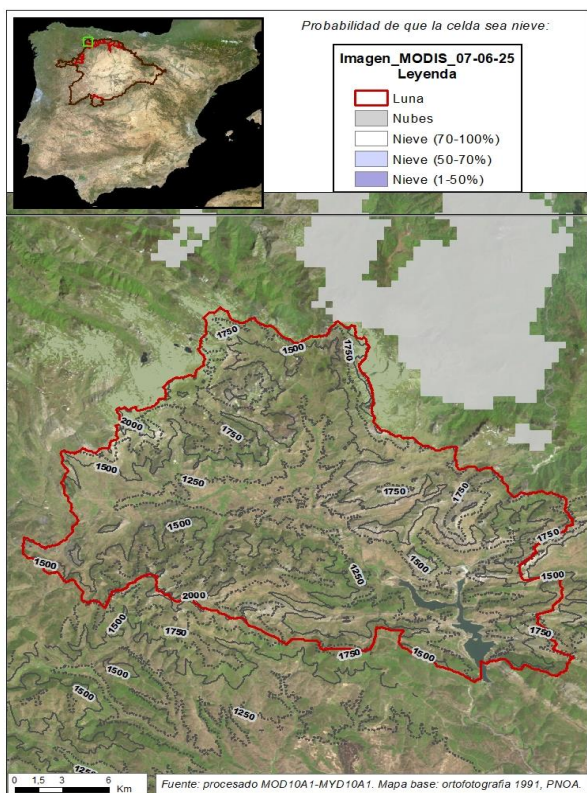 Probabilidad de que la celda sea nieve:
Imagen_MODIS_07-06-25
Leyenda
Luna
Nubes
Nieve (70-100%)
Nieve (50-70%)
Nieve (1-50%)
1750
1500
1750
2000
1750
1500
1250
1750
1750
1500
1750
1500
1250
1500
1500
2000
1500
1750
1750
1500
1750
1500
1250
1250
0 1,5 3 6
Km
Fuente: procesado MOD10A1-MYD10A1. Mapa base: ortofotografia 1991, PNOA.